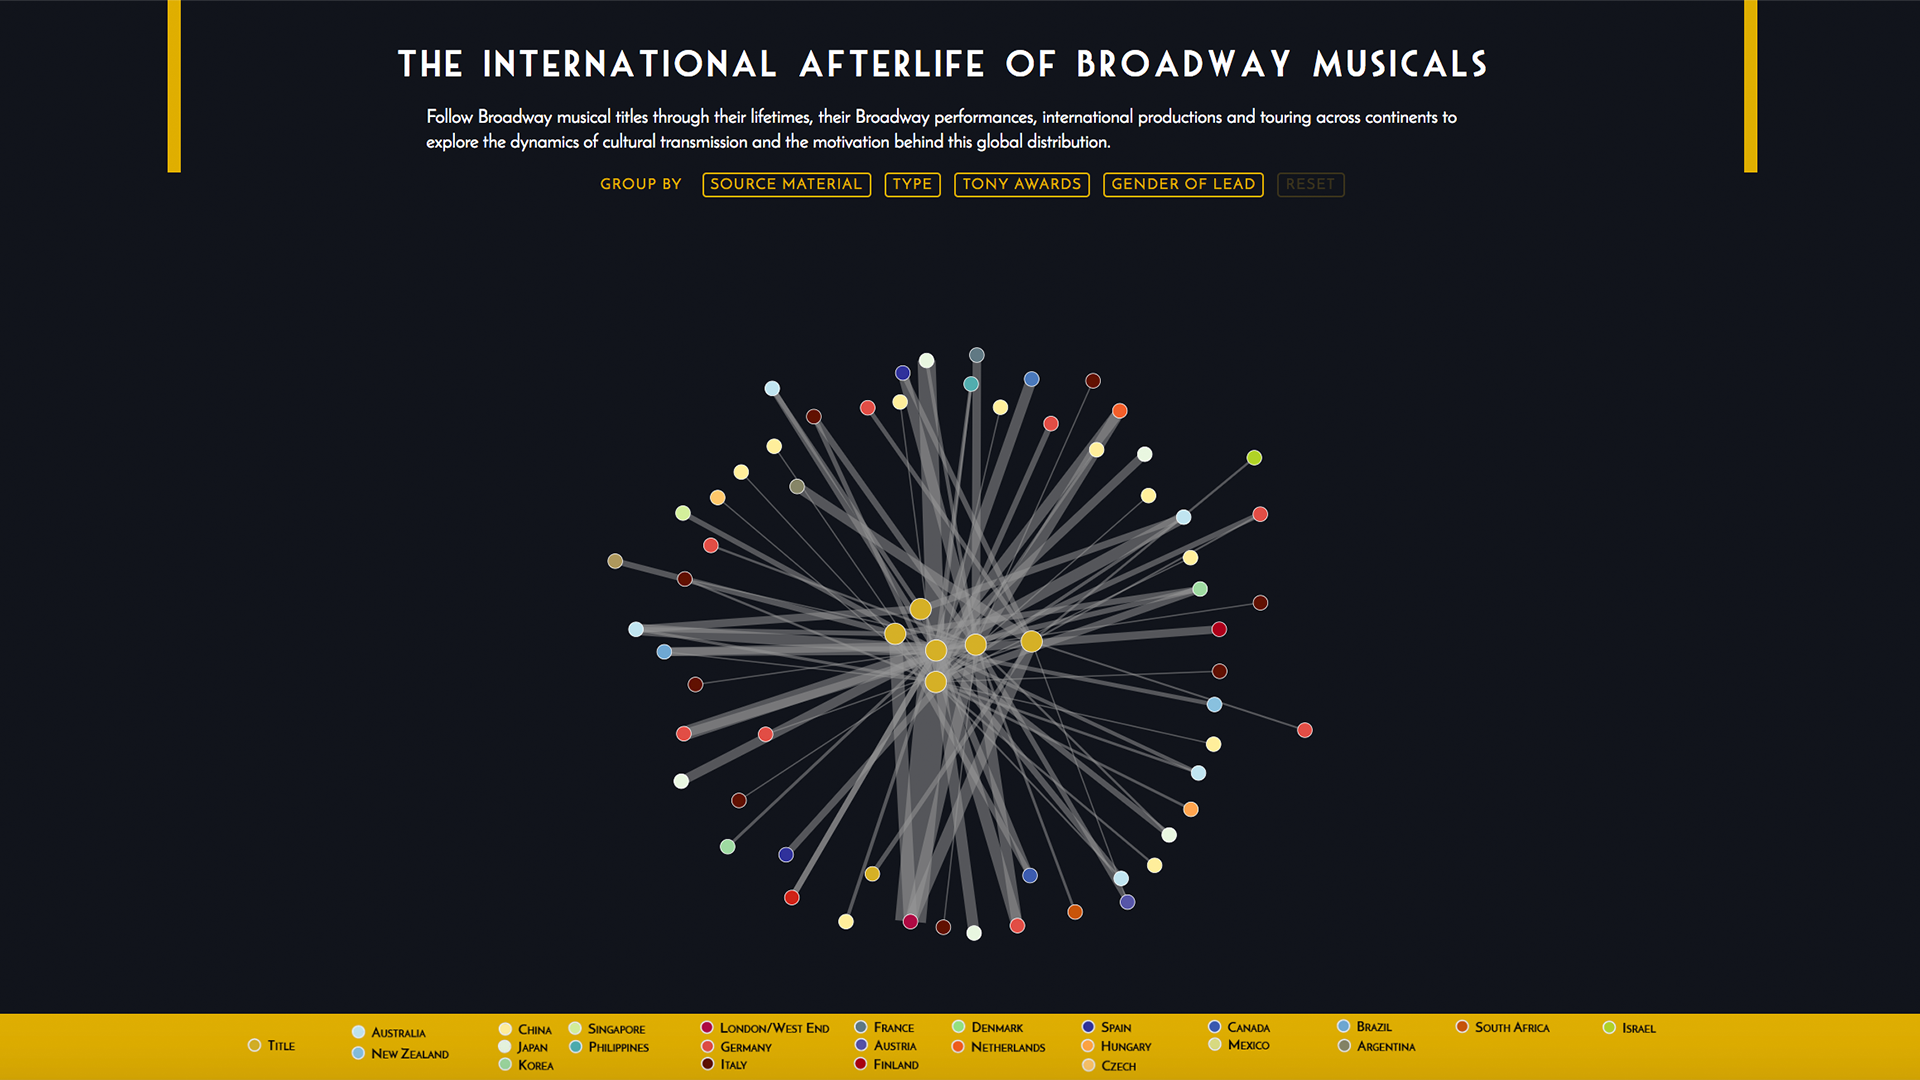 THE INTERNATIONAL AFTERLIFE OF BROADWAY MUSICALS
Follow Broadway musical titles through their lifetimes, their Broadway performances, international productions and touring across continents to
explore the dynamics of cultural transmission and the motivation behind this global distribution.
GROUP BY SOURCE MATERIAL TYPE TONY AWARDS GENDER OF LEAD RESET
TITLE
AUSTRALIA
NEW ZEALAND
CHINA
JAPAN
KOREA
SINGAPORE
PHILIPPINES
LONDON/WEST END
GERMANY
ITALY
FRANCE
AUSTRIA
FINLAND
DENMARK
NETHERLANDS
SPAIN
HUNGARY
CZECH
CANADA
MEXICO
BRAZIL
ARGENTINA
SOUTH AFRICA
ISRAEL